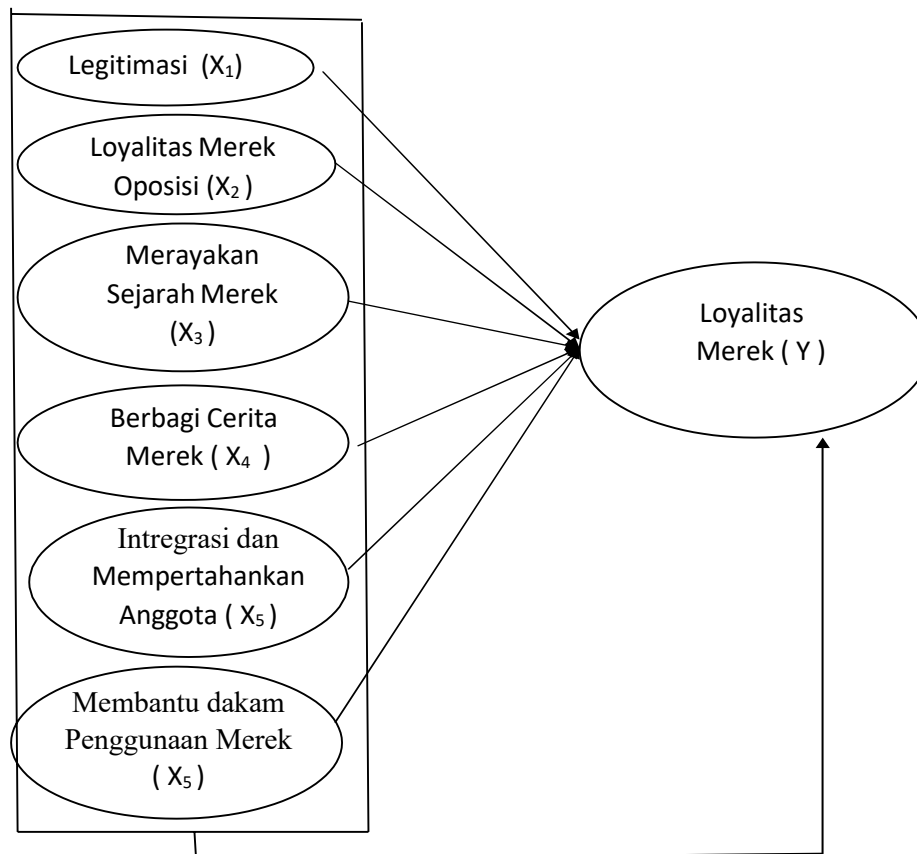 Legitimasi (X₁)
Loyalitas Merek
Oposisi (X₂ )
Merayakan
Sejarah Merek
(X₃ )
Berbagi Cerita
Merek ( X₄ )
Intregrasi dan
Mempertahankan
Anggota ( X₅ )
Membantu dakam
Penggunaan Merek
( X₅ )
Loyalitas
Merek ( Y )